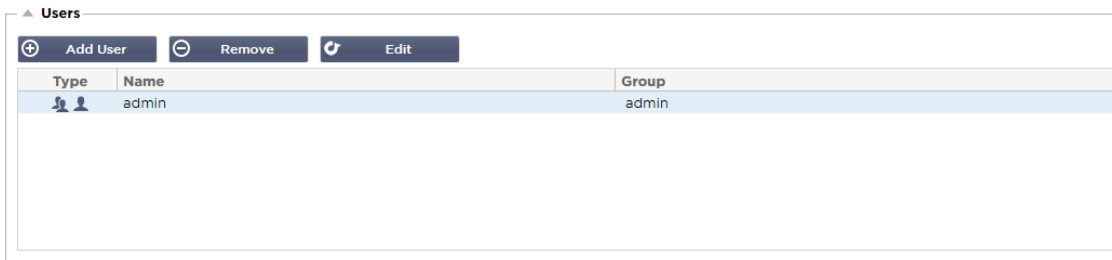 Users
Add User Remove Edit
Type Name Group
admin admin